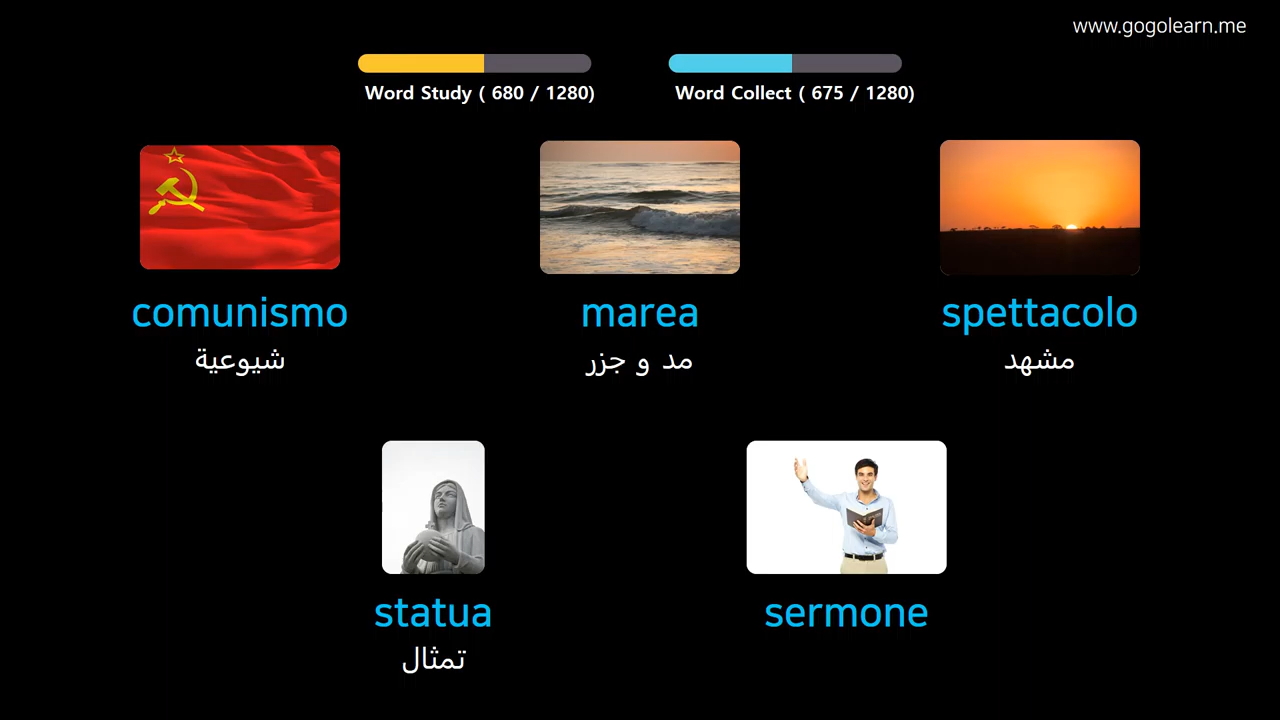 www.gogolearn.me
Word Study ( 680 / 1280)
Word Collect ( 675 / 1280)
comunismo
شيوعية
marea
مد و جزر
spettacolo
مشهد
statua
تمثال
sermone